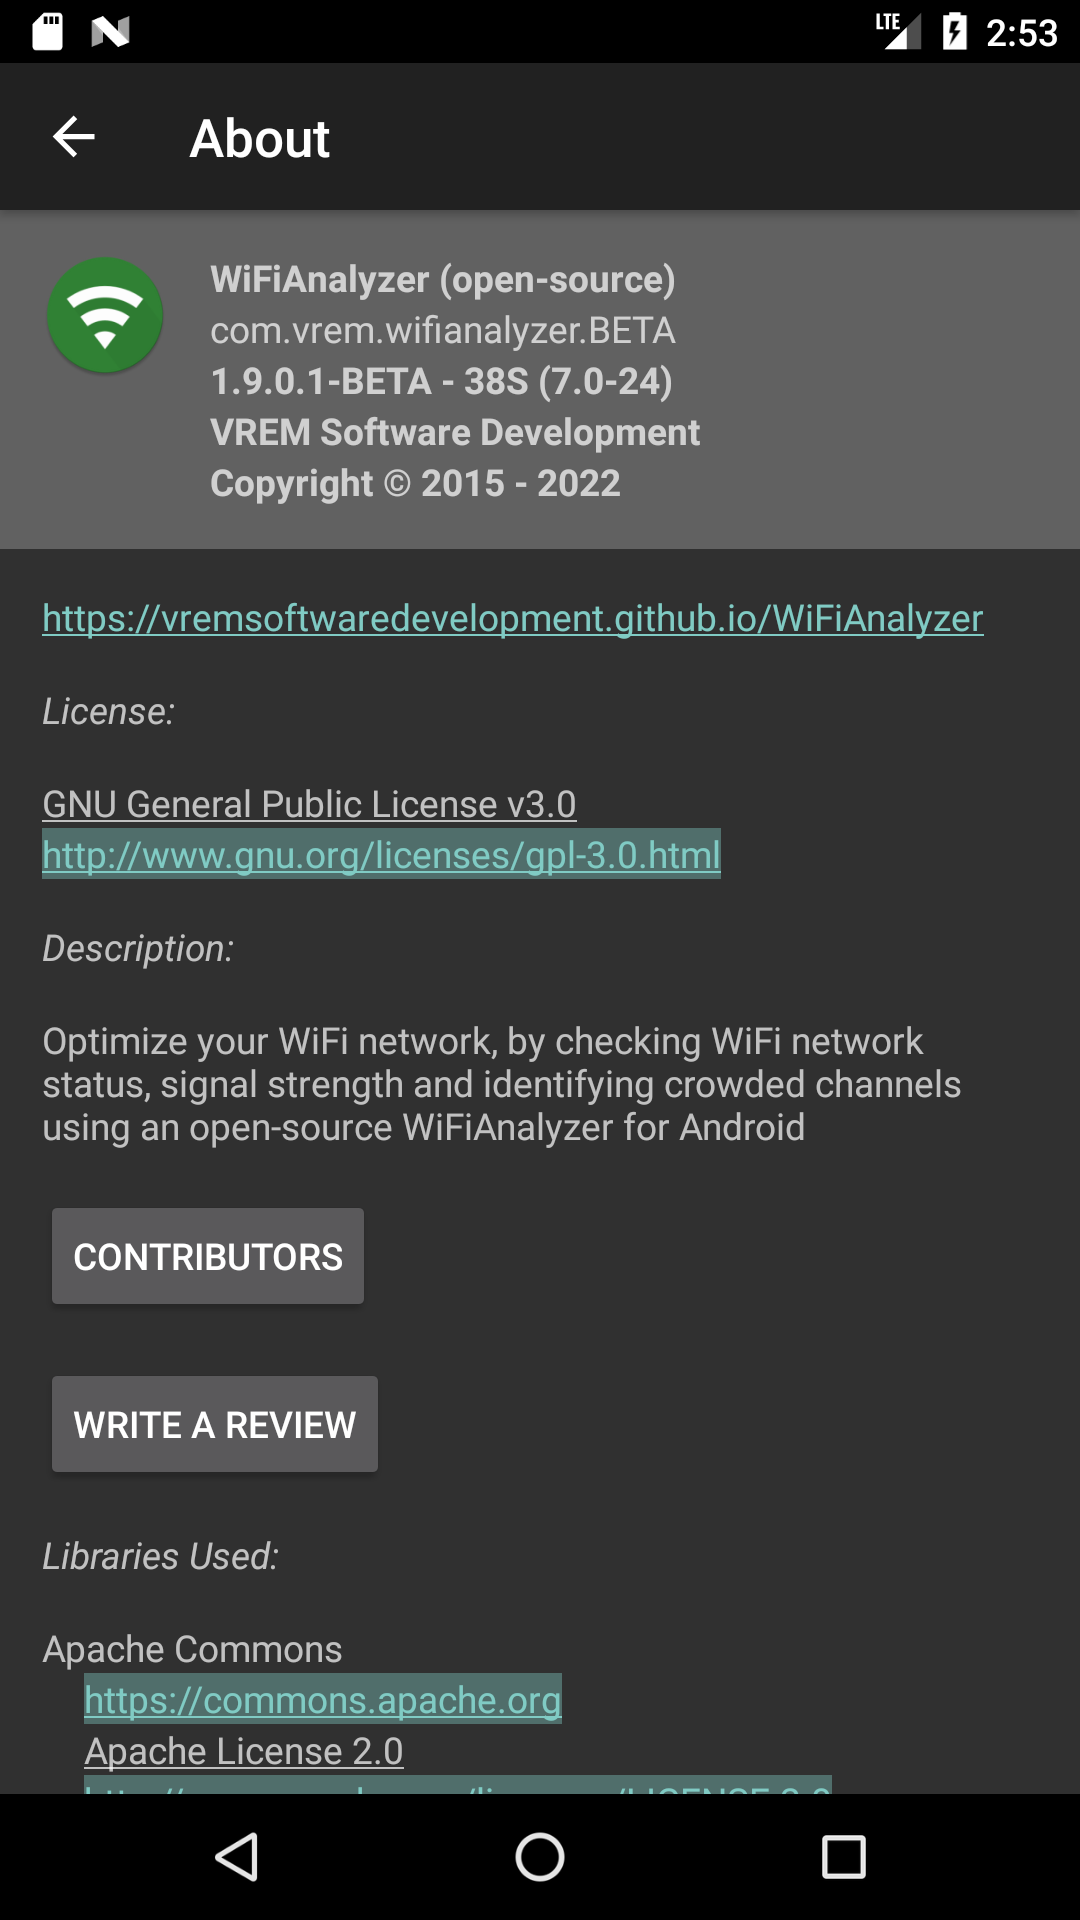 LTE 2:53
About
WiFiAnalyzer (open-source)
com.vrem.wifianalyzer.BETA
1.9.0.1-BETA - 38S (7.0-24)
VREM Software Development
Copyright © 2015 - 2022
https://vremsoftwaredevelopment.github.io/WiFiAnalyzer
License:
GNU General Public License v3.0
http://www.gnu.org/licenses/gpl-3.0.html
Description:
Optimize your WiFi network, by checking WiFi network
status, signal strength and identifying crowded channels
using an open-source WiFiAnalyzer for Android
CONTRIBUTORS
WRITE A REVIEW
Libraries Used:
Apache Commons
https://commons.apache.org
Apache License 2.0